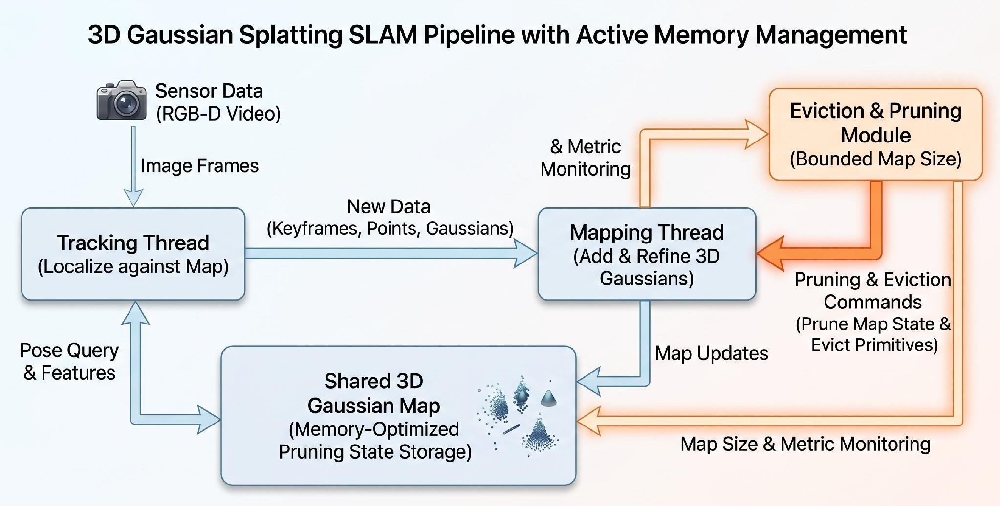 3D Gaussian Splatting SLAM Pipeline with Active Memory Management
Sensor Data
(RGB-D Video)
Image Frames
Tracking Thread
(Localize against Map)
New Data
(Keyframes, Points, Gaussians)
& Metric
Monitoring
Mapping Thread
(Add & Refine 3D
Gaussians)
Eviction & Pruning
Module
(Bounded Map Size)
Pruning & Eviction
Commands
(Prune Map State &
Evict Primitives)
Pose Query
& Features
Shared 3D
Gaussian Map
(Memory-Optimized
Pruning State Storage)
Map Updates
Map Size & Metric Monitoring